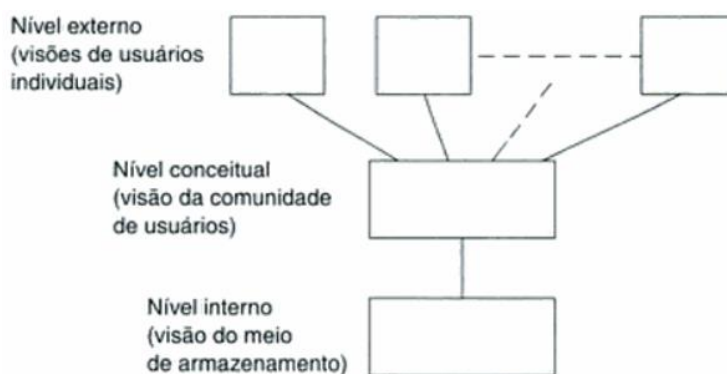 Nível externo
(visões de usuários
individuais)
Nível conceitual
(visão da comunidade
de usuários)
Nível interno
(visão do meio
de armazenamento)